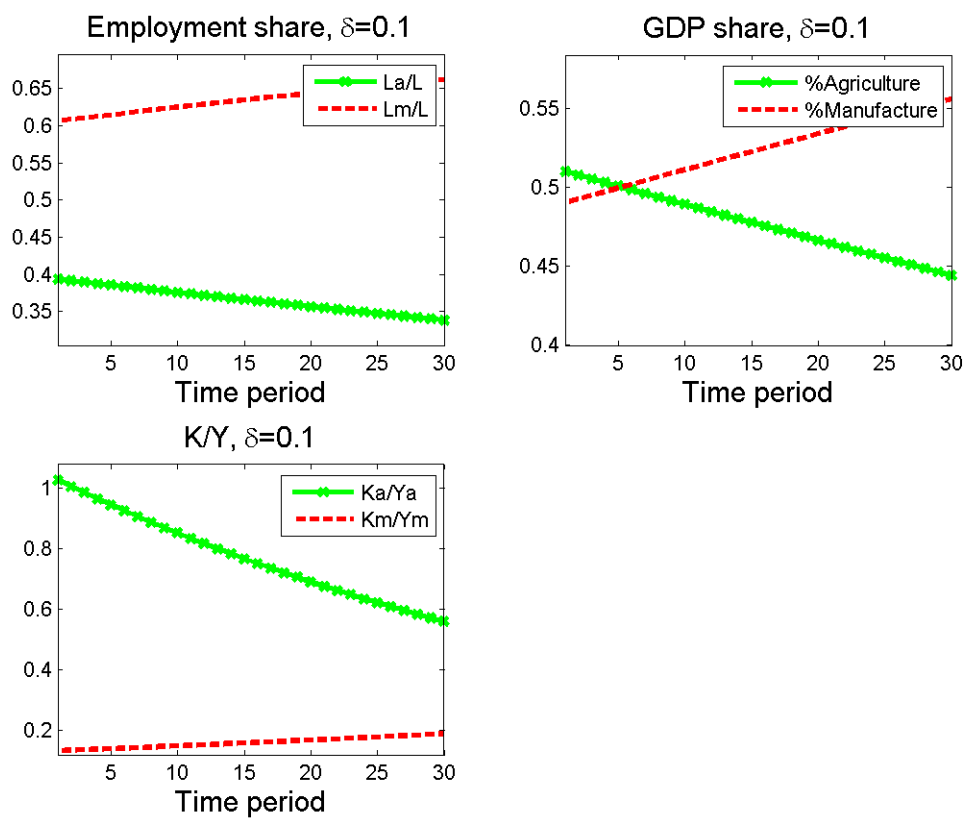 Employment share, δ=0.1
0.65
0.6
0.55
0.5
0.45
0.4
0.35
La/L
Lm/L
5 10 15 20 25 30
Time period
GDP share, δ=0.1
0.55
0.5
0.45
0.4
%Agriculture
%Manufacture
5 10 15 20 25 30
Time period
K/Y, δ=0.1
1
0.8
0.6
0.4
0.2
Ka/Ya
Km/Ym
5 10 15 20 25 30
Time period